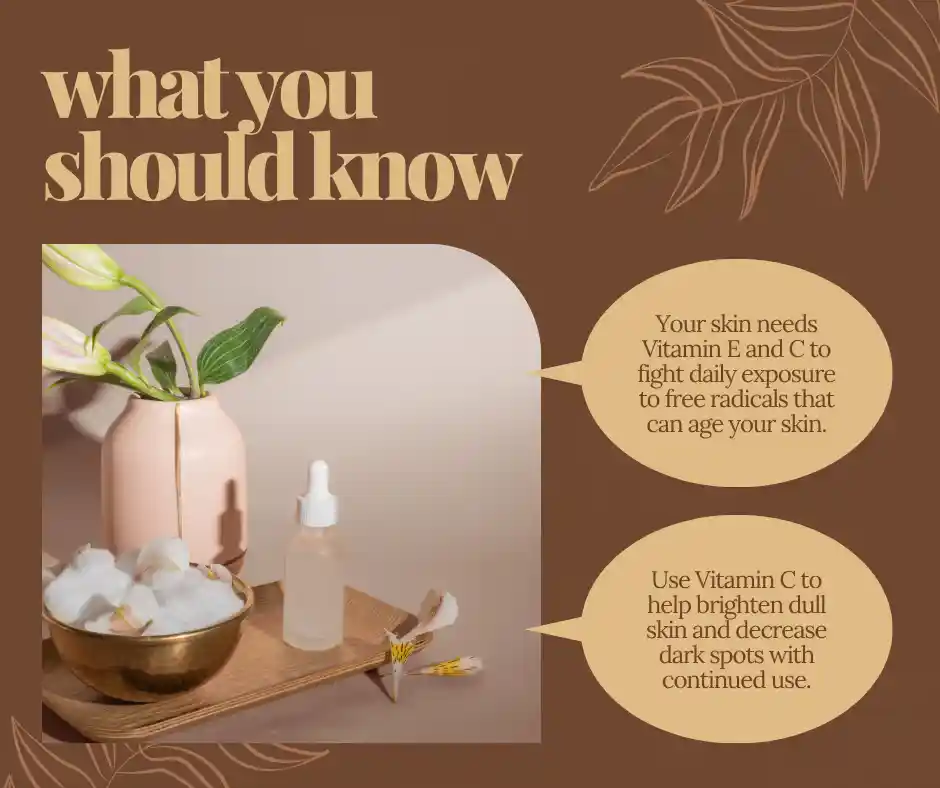 what you
should know
Your skin needs
Vitamin E and C to
fight daily exposure
to free radicals that
can age your skin.
Use Vitamin C to
help brighten dull
skin and decrease
dark spots with
continued use.